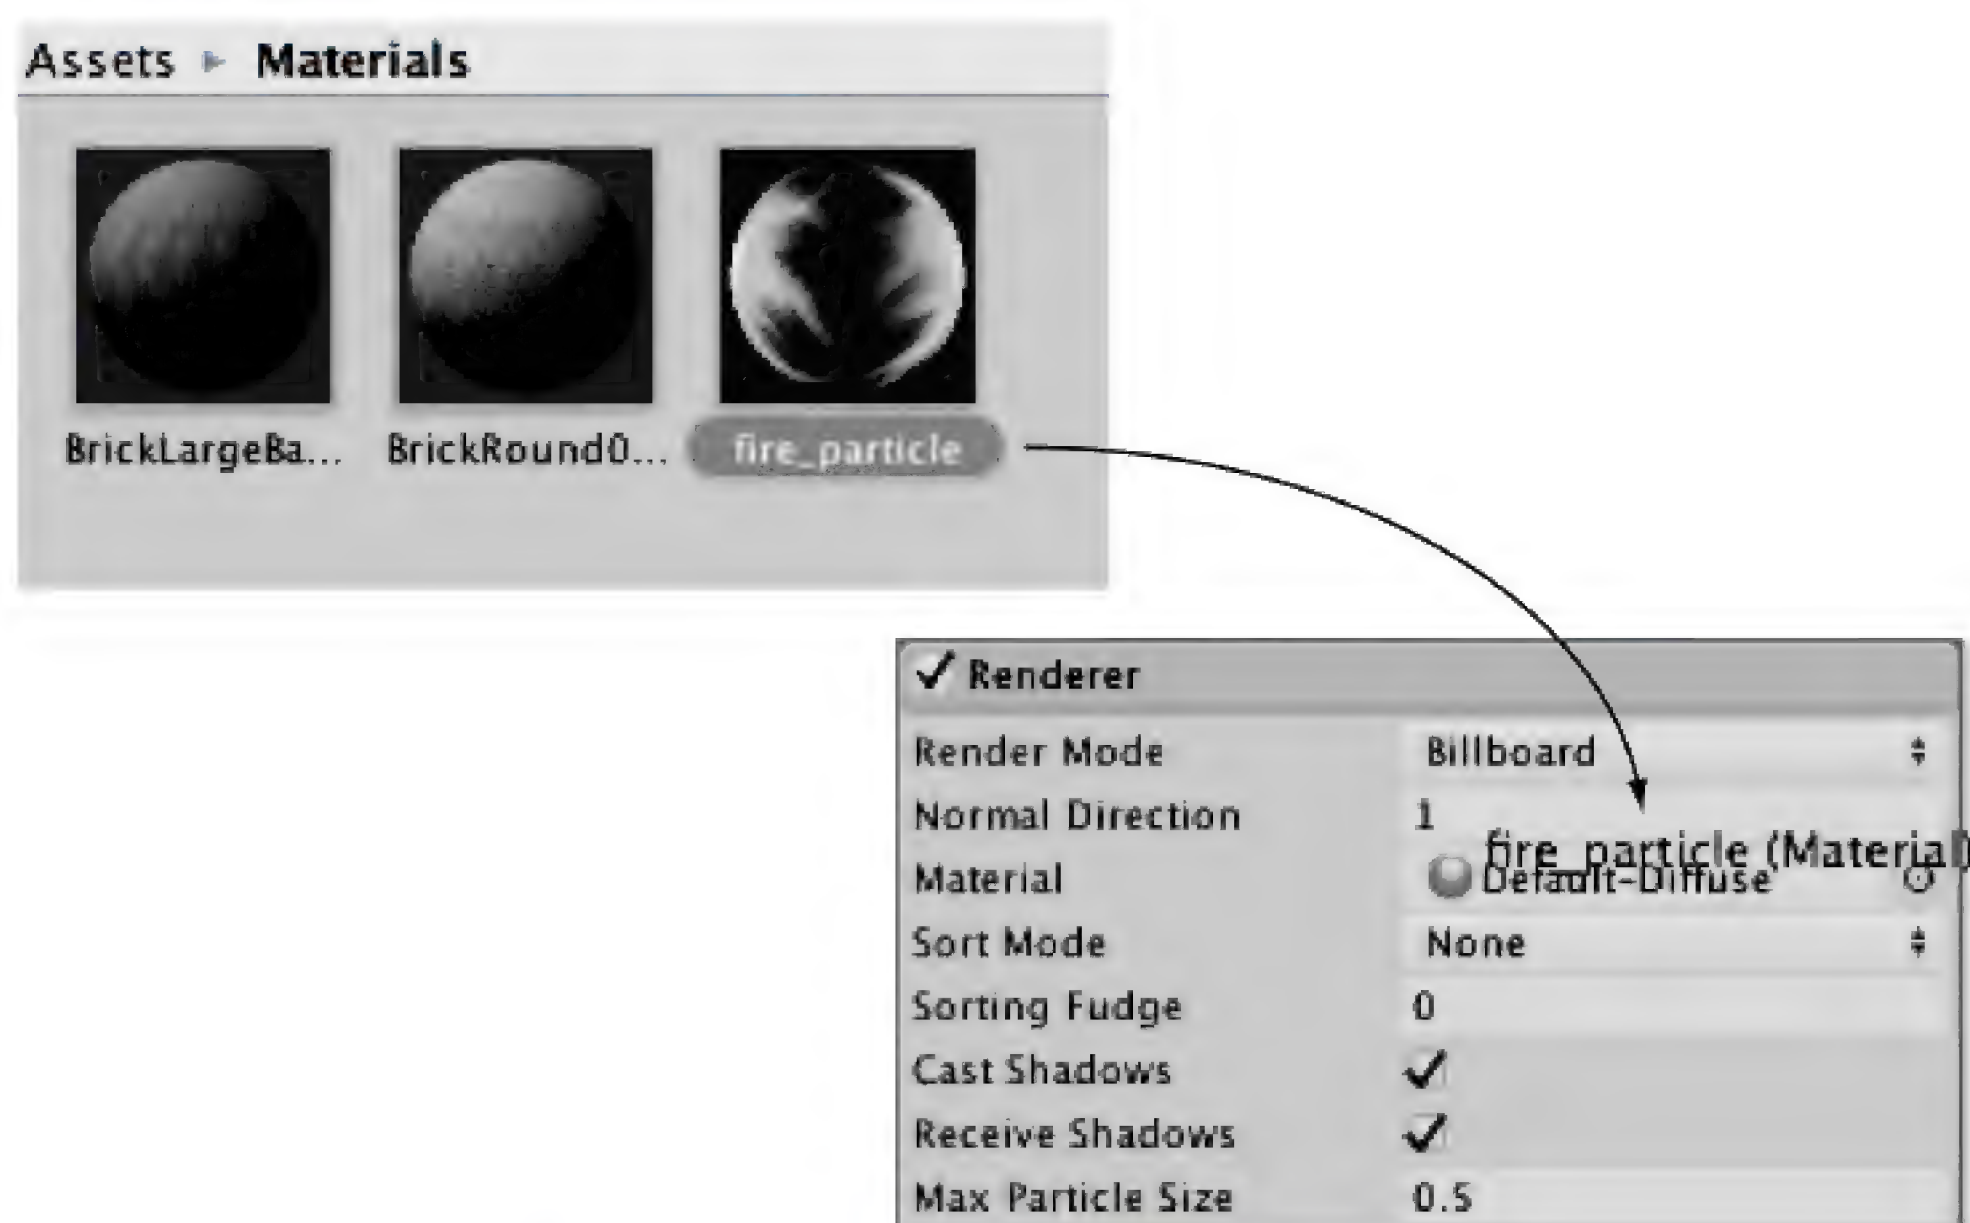 Assets ▸ Materials
BrickLargeBa... BrickRound0... fire_particle
Renderer
Render Mode Billboard
Normal Direction 1
fire_particle (Material)
Material Default-Diffuse
Sort Mode None
Sorting Fudge 0
Cast Shadows
Receive Shadows
Max Particle Size 0.5